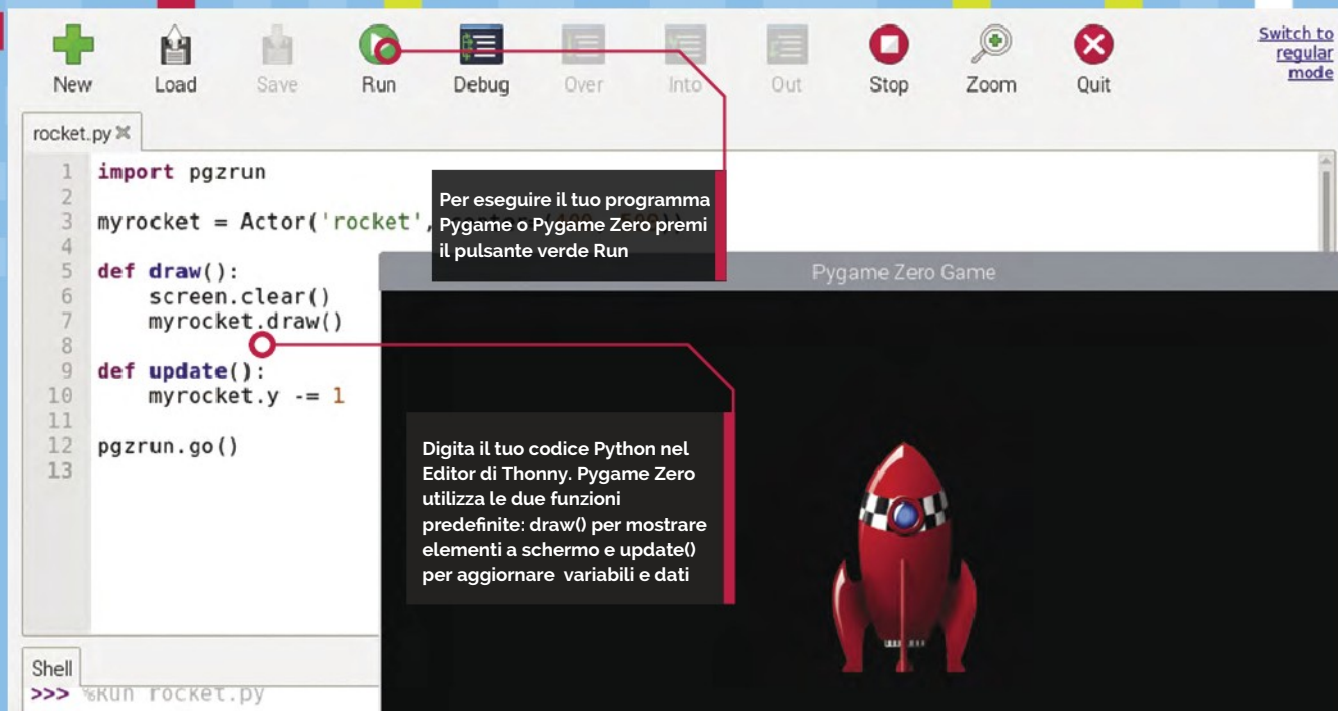 New Load Save Run Debug Over Into Out Stop Zoom Quit
Switch to
regular
mode
rocket.py
1 import pgzrun
2
3 myrocket = Actor('rocket',
4
5 def draw():
6 screen.clear()
7 myrocket.draw()
8
9 def update():
10 myrocket.y -= 1
11
12 pgzrun.go()
13
Per eseguire il tuo programma
Pygame o Pygame Zero premi
il pulsante verde Run
Pygame Zero Game
Digita il tuo codice Python nel
Editor di Thonny. Pygame Zero
utilizza le due funzioni
predefinite: draw() per mostrare
elementi a schermo e update()
per aggiornare variabili e dati
Shell
>>> %Run rocket.py